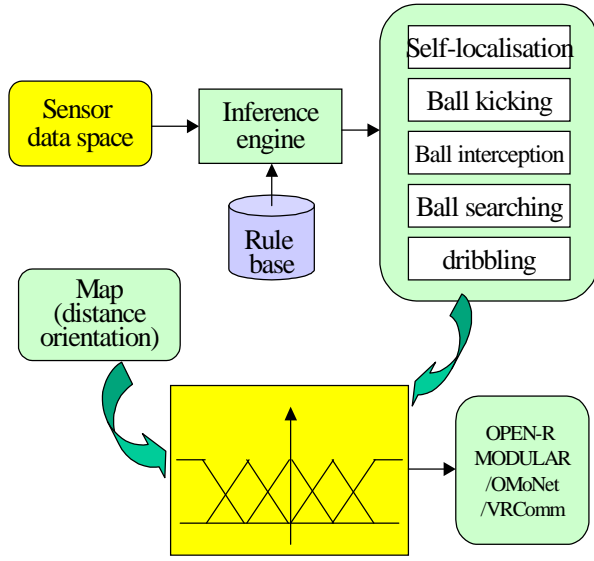 Sensor
data space
Inference
engine
Rule
base
Self-localisation
Ball kicking
Ball interception
Ball searching
dribbling
Map
(distance
orientation)
OPEN-R
MODULAR
/OMoNet
/VRComm